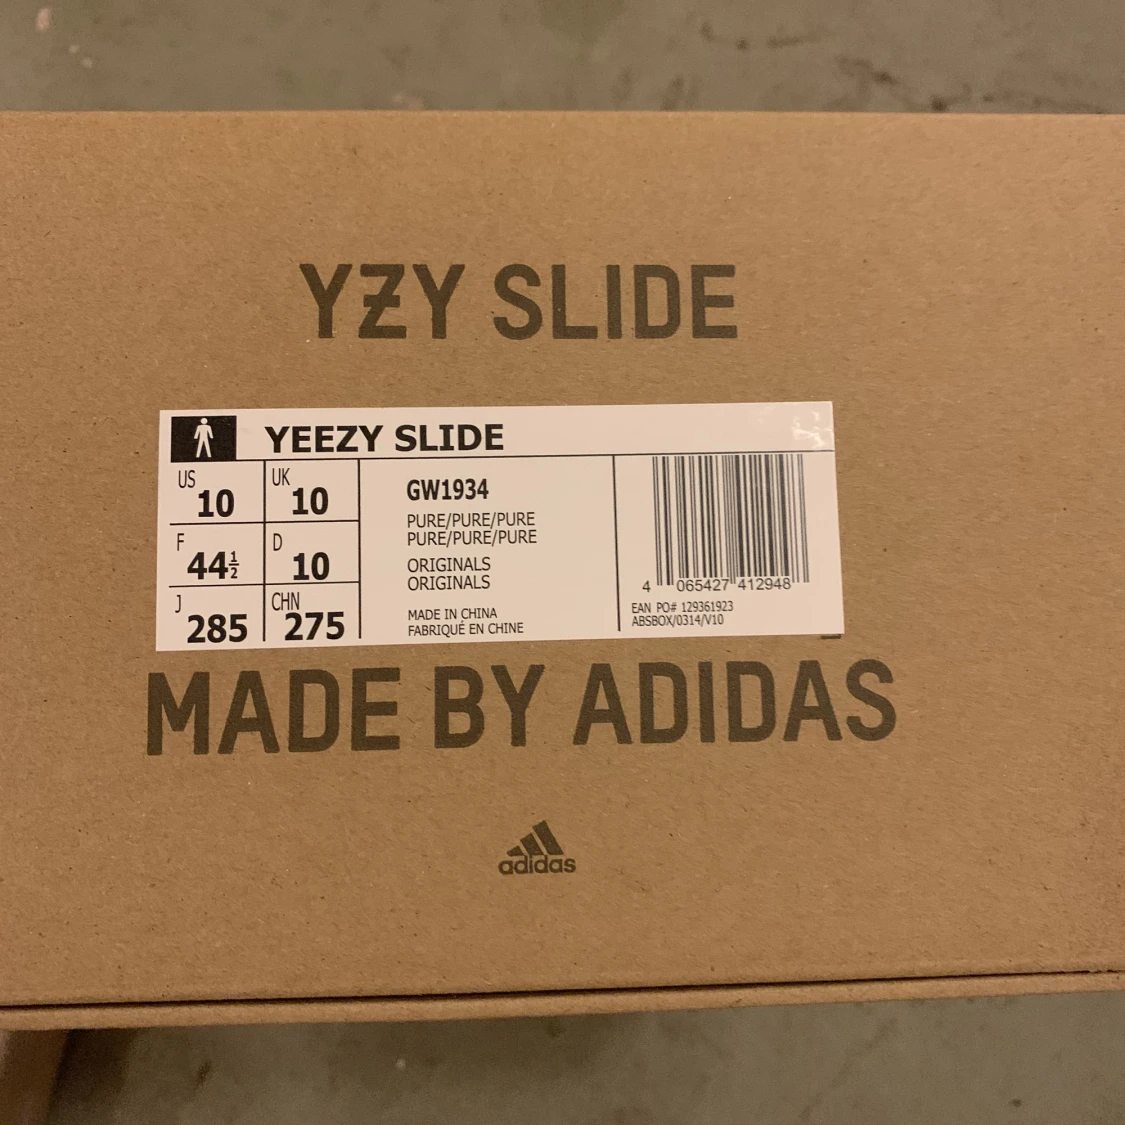 YZY SLIDE
YEEZY SLIDE
US 10
UK 10
F 44½
D 10
J 285
CHN 275
GW1934
PURE/PURE/PURE
PURE/PURE/PURE
ORIGINALS
ORIGINALS
MADE IN CHINA
FABRIQUÉ EN CHINE
4 065427 412948
EAN PO# 129361923
ABSBOX/0314/V10
MADE BY ADIDAS
adidas